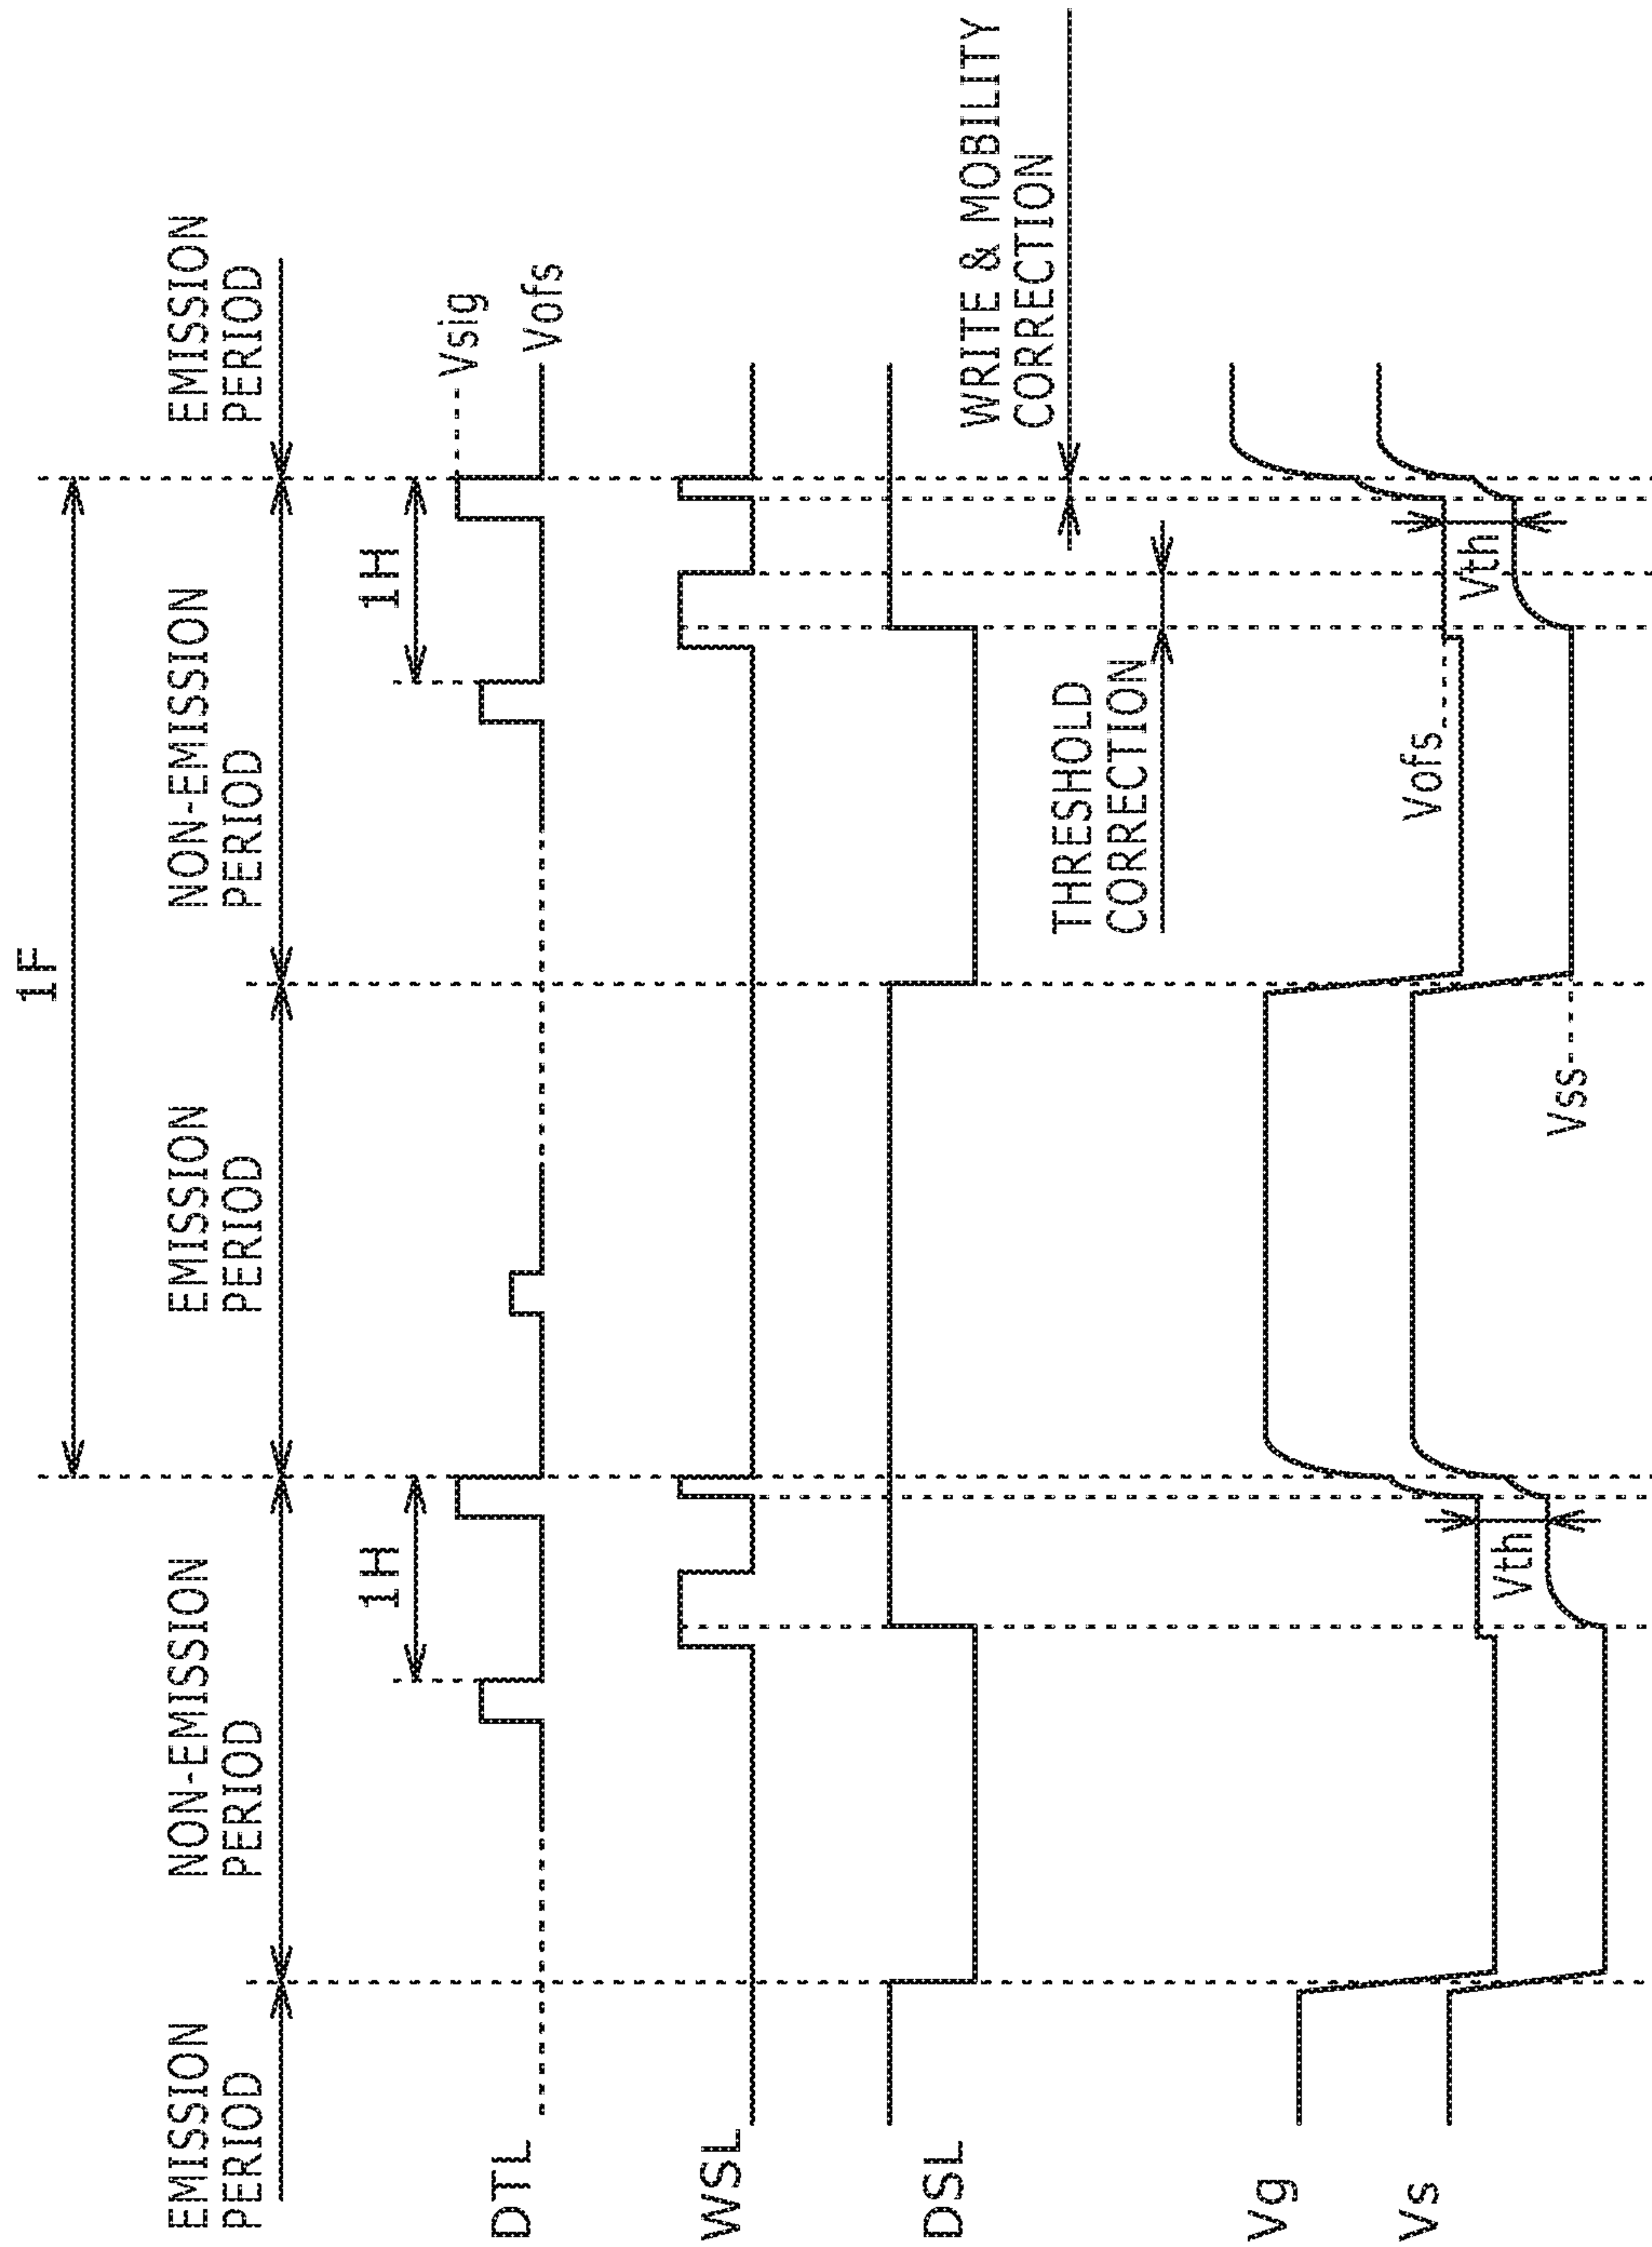 1F
EMISSION
PERIOD
NON-EMISSION
PERIOD
EMISSION
PERIOD
NON-EMISSION
PERIOD
EMISSION
PERIOD
1H
1H
Vsig
Vofs
DTL
WSL
DSL
WRITE & MOBILITY
CORRECTION
THRESHOLD
CORRECTION
Vg
Vofs
Vth
Vth
Vs
Vss